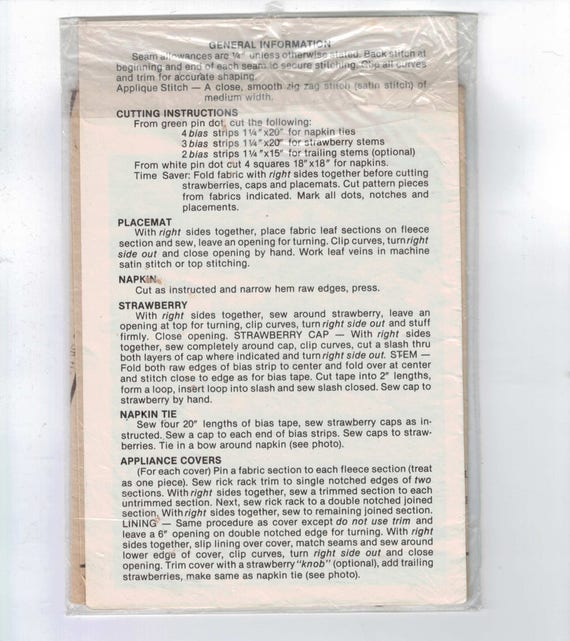 GENERAL INFORMATION
Seam allowances are ¼" unless otherwise stated. Back stitch at
beginning and end of each seam to secure stitching. Clip all curves
and trim for accurate shaping.
Applique Stitch — A close, smooth zig zag stitch (satin stitch) of
medium width.
CUTTING INSTRUCTIONS
From green pin dot, cut the following:
4 bias strips 1¼"x20" for napkin ties
3 bias strips 1¼"x20" for strawberry stems
2 bias strips 1¼"x15" for trailing stems (optional)
From white pin dot cut 4 squares 18"x18" for napkins.
Time Saver: Fold fabric with right sides together before cutting
strawberries, caps and placemats. Cut pattern pieces
from fabrics indicated. Mark all dots, notches and
placements.
PLACEMAT
With right sides together, place fabric leaf sections on fleece
section and sew, leave an opening for turning. Clip curves, turn right
side out and close opening by hand. Work leaf veins in machine
satin stitch or top stitching.
NAPKIN
Cut as instructed and narrow hem raw edges, press.
STRAWBERRY
With right sides together, sew around strawberry, leave an
opening at top for turning, clip curves, turn right side out and stuff
firmly. Close opening. STRAWBERRY CAP — With right sides
together, sew completely around cap, clip curves, cut a slash thru
both layers of cap where indicated and turn right side out. STEM —
Fold both raw edges of bias strip to center and fold over at center
and stitch close to edge as for bias tape. Cut tape into 2" lengths,
form a loop, insert loop into slash and sew slash closed. Sew cap to
strawberry by hand.
NAPKIN TIE
Sew four 20" lengths of bias tape, sew strawberry caps as in-
structed. Sew a cap to each end of bias strips. Sew caps to straw-
berries. Tie in a bow around napkin (see photo).
APPLIANCE COVERS
(For each cover) Pin a fabric section to each fleece section (treat
as one piece). Sew rick rack trim to single notched edges of two
sections. With right sides together, sew a trimmed section to each
untrimmed section. Next, sew rick rack to a double notched joined
section. With right sides together, sew to remaining joined section.
LINING — Same procedure as cover except do not use trim and
leave a 6" opening on double notched edge for turning. With right
sides together, slip lining over cover, match seams and sew around
lower edge of cover, clip curves, turn right side out and close
opening. Trim cover with a strawberry "knob" (optional), add trailing
strawberries, make same as napkin tie (see photo).